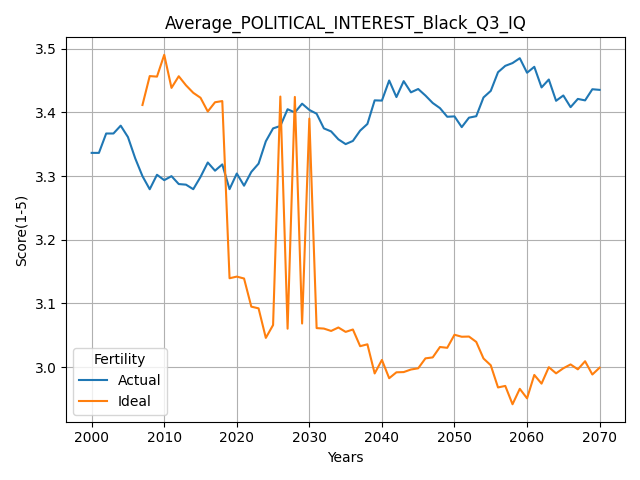 Average_POLITICAL_INTEREST_Black_Q3_IQ
3.5
3.4
3.3
3.2
3.1
3.0
Score(1-5)
Fertility
Actual
Ideal
2000 2010 2020 2030 2040 2050 2060 2070
Years